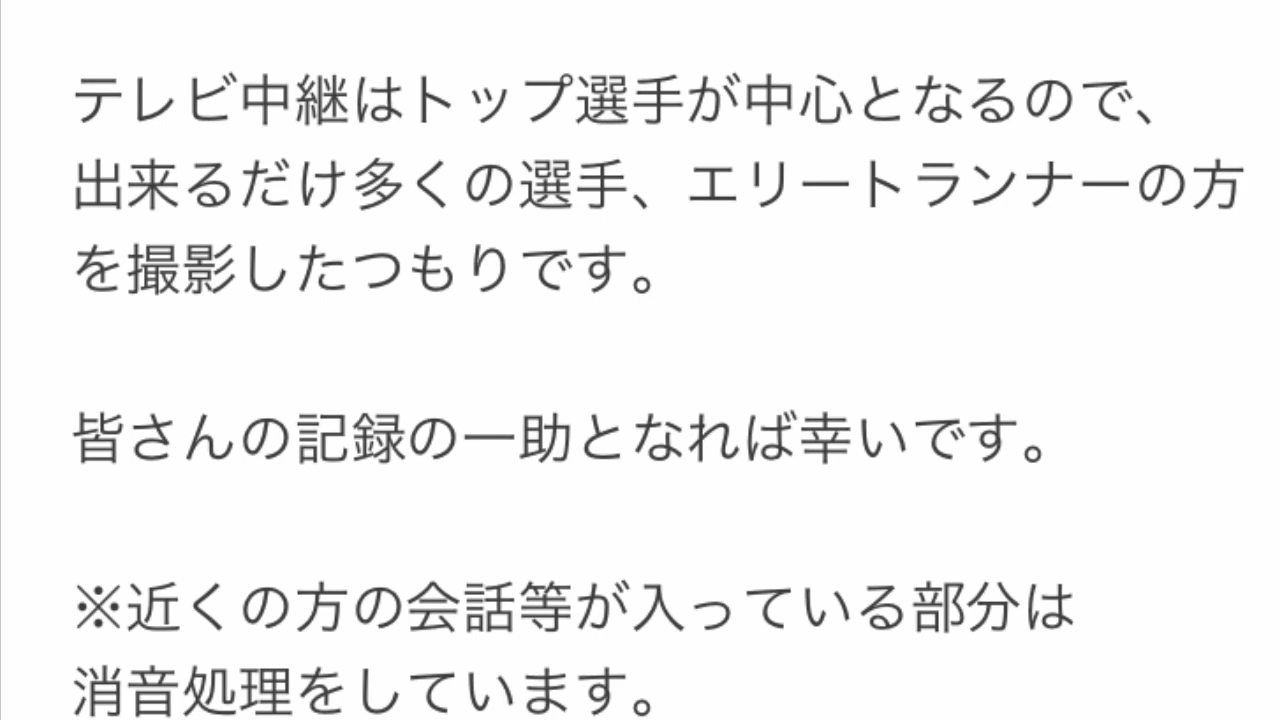 テレビ中継はトップ選手が中心となるので、
出来るだけ多くの選手、エリートランナーの方
を撮影したつもりです。
皆さんの記録の一助となれば幸いです。
※近くの方の会話等が入っている部分は
消音処理をしています。